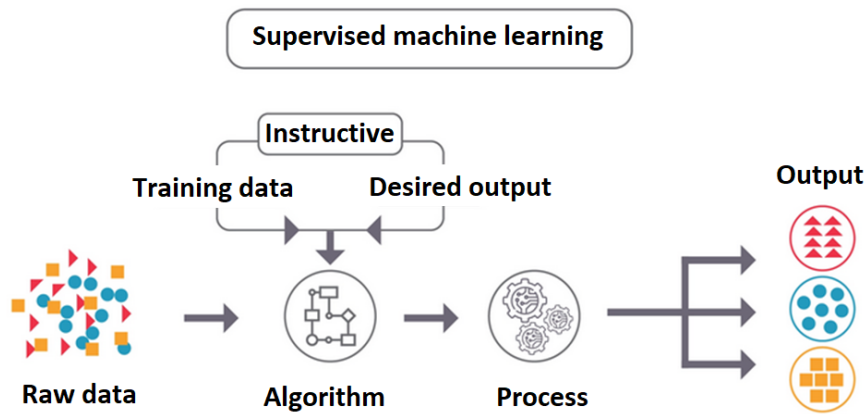 Supervised machine learning
Instructive
Training data
Desired output
Output
Raw data
Algorithm
Process